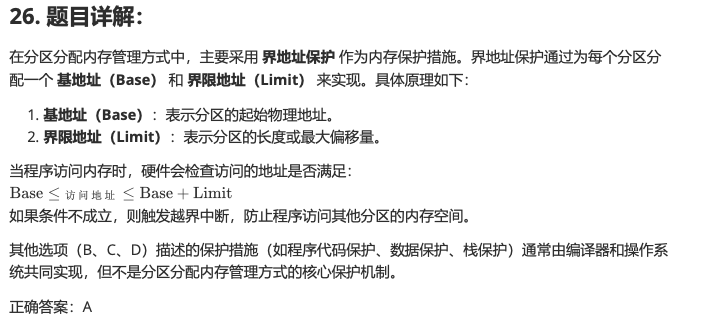 26. 题目详解：
在分区分配内存管理方式中，主要采用 界地址保护 作为内存保护措施。界地址保护通过为每个分区分
配一个 基地址（Base） 和 界限地址（Limit） 来实现。具体原理如下：
1. 基地址（Base）：表示分区的起始物理地址。
2. 界限地址（Limit）：表示分区的长度或最大偏移量。
当程序访问内存时，硬件会检查访问的地址是否满足：
Base ≤ 访问地址 ≤ Base + Limit
如果条件不成立，则触发越界中断，防止程序访问其他分区的内存空间。
其他选项（B、C、D）描述的保护措施（如程序代码保护、数据保护、栈保护）通常由编译器和操作系
统共同实现，但不是分区分配内存管理方式的核心保护机制。
正确答案：A